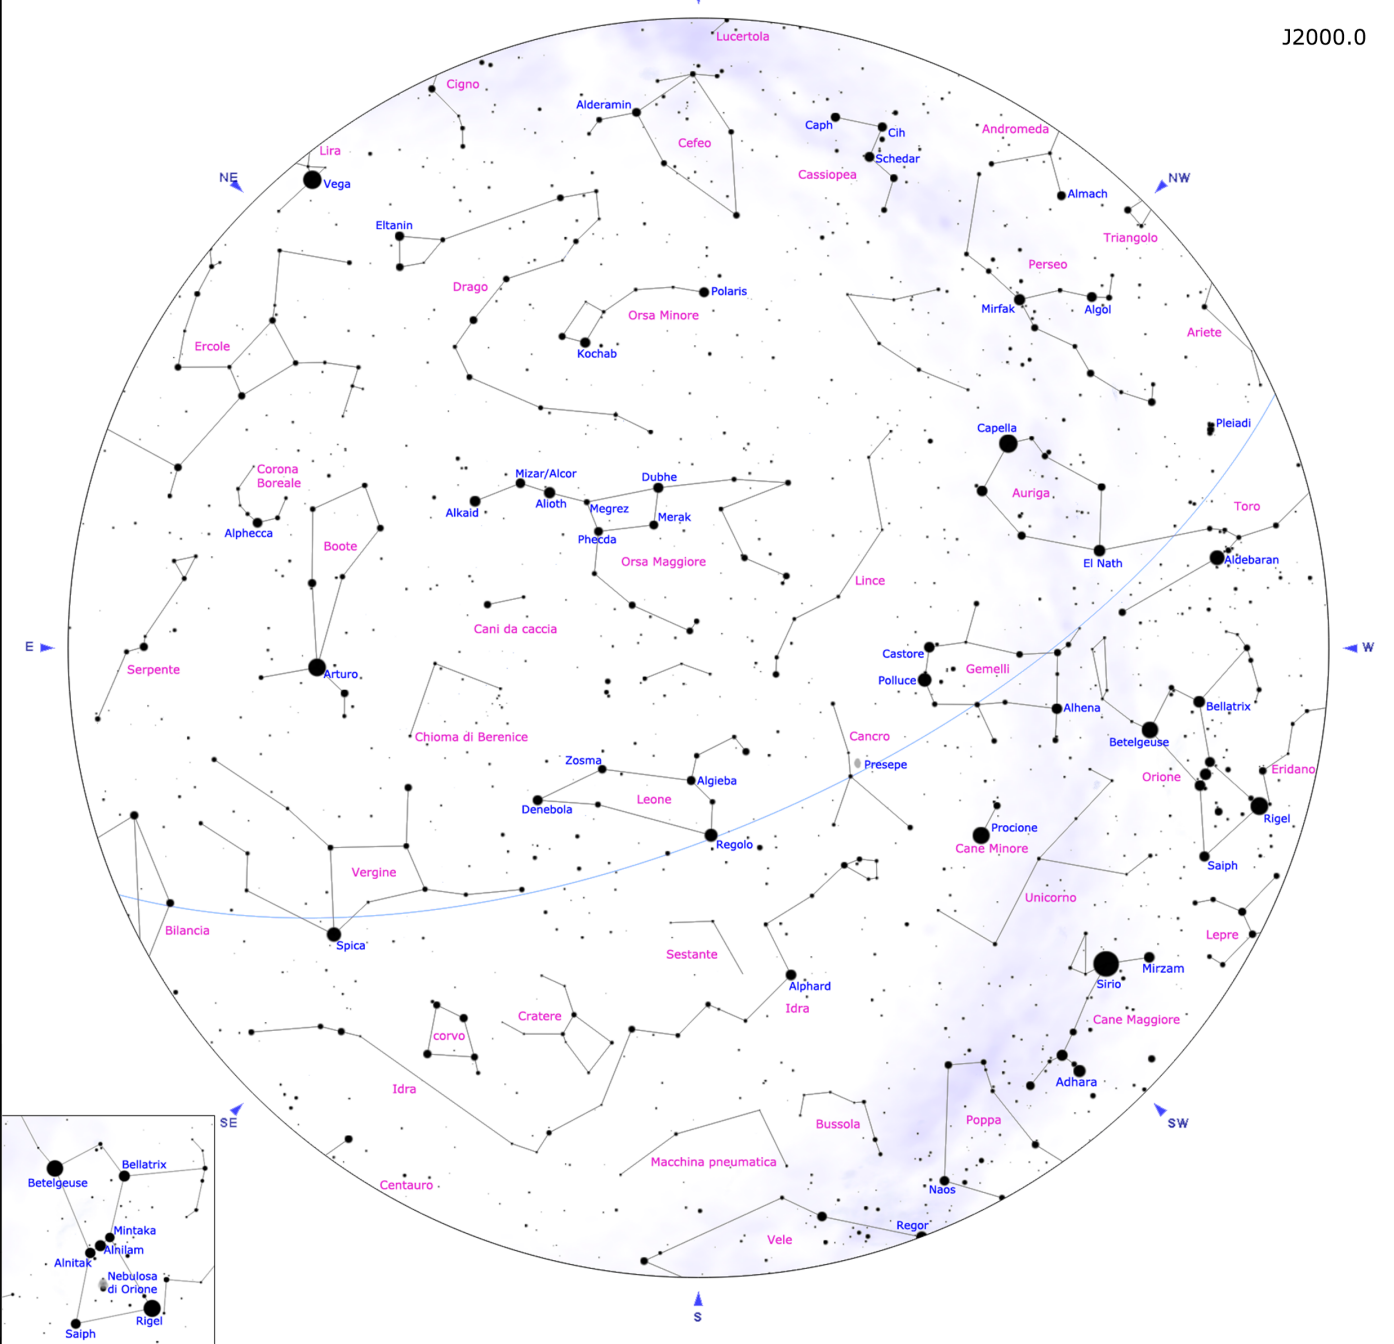 J2000.0
Lucertola
Cigno
Alderamin
Caph
Cih
Andromeda
Cefeo
Lira
Schedar
Cassiopea
NE
NW
Vega
Almach
Eltanin
Triangolo
Perseo
Drago
Polaris
Mirfak
Algol
Orsa Minore
Ariete
Ercole
Kochab
Pleiadi
Capella
Corona
Boreale
Mizar/Alcor
Dubhe
Auriga
Toro
Alkaid
Alioth
Megrez
Merak
Alphecca
Phecda
Boote
Orsa Maggiore
El Nath
Aldebaran
Lince
Cani da caccia
E
W
Castore
Serpente
Arturo
Gemelli
Polluce
Alhena
Bellatrix
Chioma di Berenice
Cancro
Betelgeuse
Zosma
Presepe
Eridano
Algieba
Orione
Leone
Denebola
Rigel
Procione
Regolo
Cane Minore
Saiph
Vergine
Unicorno
Bilancia
Lepre
Spica
Sestante
Mirzam
Alphard
Sirio
Idra
Cratere
Cane Maggiore
corvo
Adhara
Idra
Poppa
SE
Bussola
SW
Macchina pneumatica
Centauro
Naos
Regor
Vele
S
Bellatrix
Betelgeuse
Mintaka
Alnilam
Alnitak
Nebulosa
di Orione
Rigel
Saiph